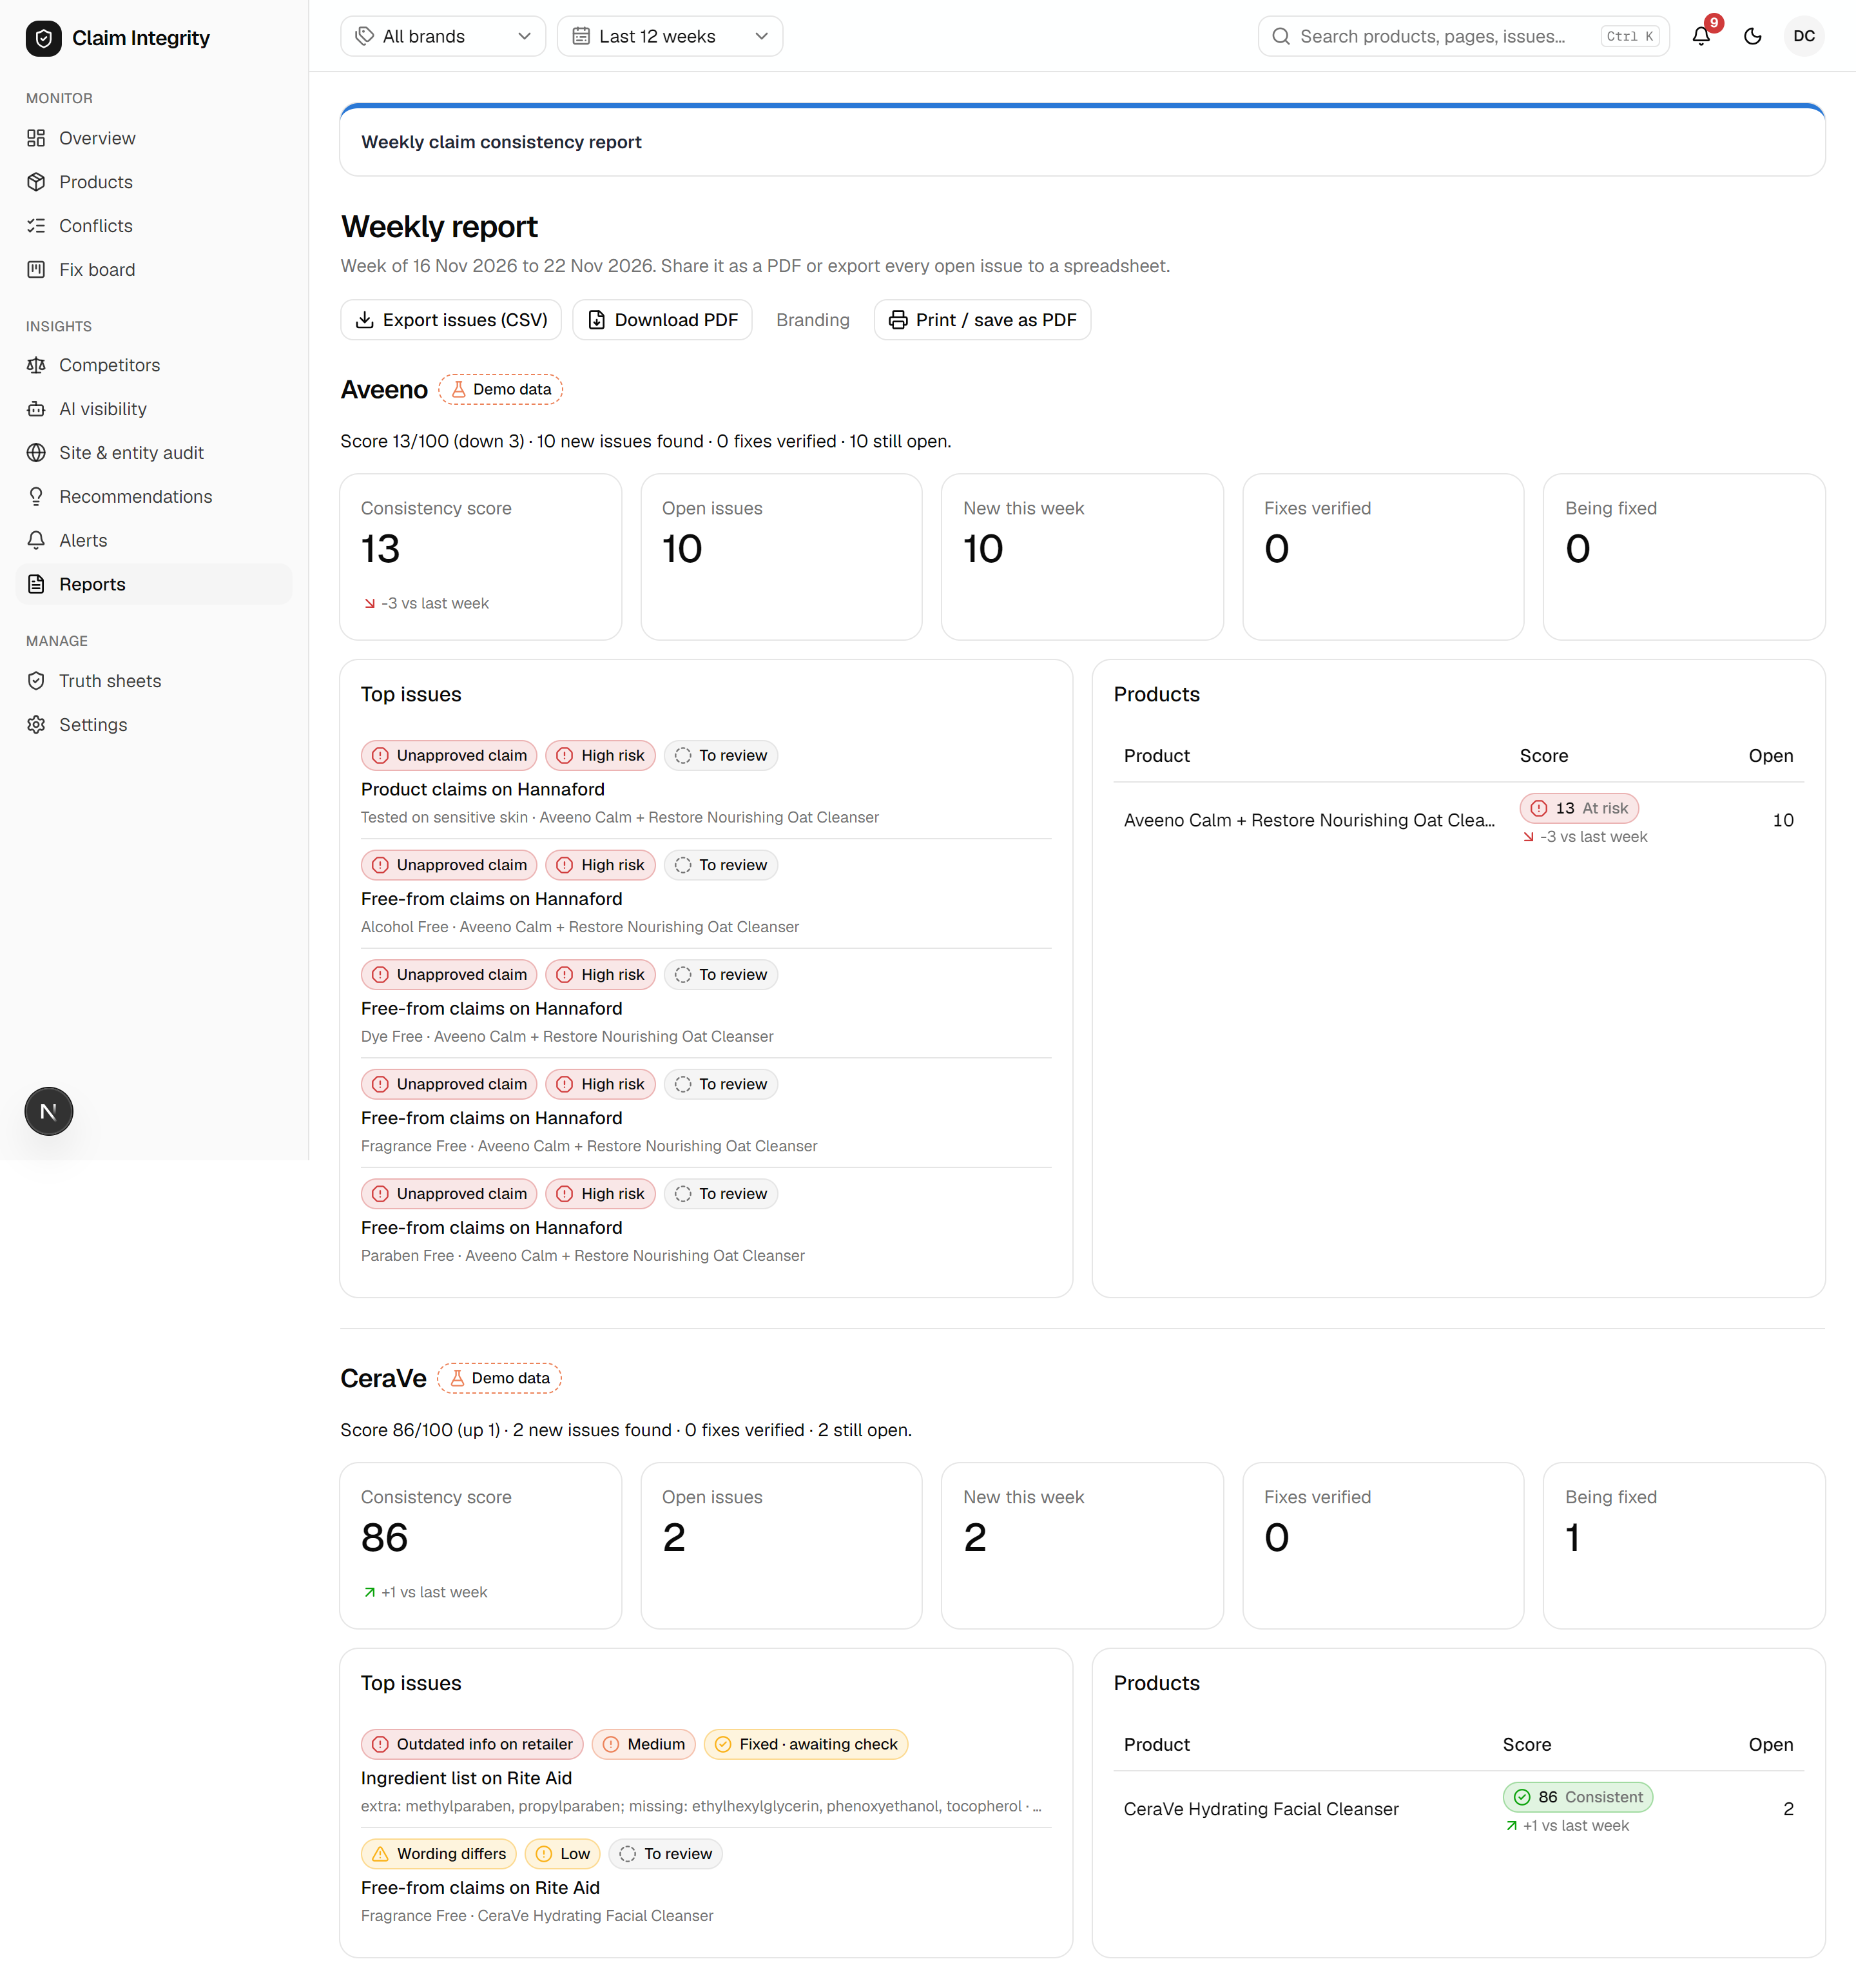 Claim Integrity
All brands
Last 12 weeks
Search products, pages, issues...
Ctrl K
9
DC
MONITOR
Overview
Products
Conflicts
Fix board
INSIGHTS
Competitors
AI visibility
Site & entity audit
Recommendations
Alerts
Reports
MANAGE
Truth sheets
Settings
N
Weekly claim consistency report
Weekly report
Week of 16 Nov 2026 to 22 Nov 2026. Share it as a PDF or export every open issue to a spreadsheet.
Export issues (CSV)
Download PDF
Branding
Print / save as PDF
Aveeno
Demo data
Score 13/100 (down 3) · 10 new issues found · 0 fixes verified · 10 still open.
Consistency score
13
-3 vs last week
Open issues
10
New this week
10
Fixes verified
0
Being fixed
0
Top issues
Unapproved claim
High risk
To review
Product claims on Hannaford
Tested on sensitive skin · Aveeno Calm + Restore Nourishing Oat Cleanser
Unapproved claim
High risk
To review
Free-from claims on Hannaford
Alcohol Free · Aveeno Calm + Restore Nourishing Oat Cleanser
Unapproved claim
High risk
To review
Free-from claims on Hannaford
Dye Free · Aveeno Calm + Restore Nourishing Oat Cleanser
Unapproved claim
High risk
To review
Free-from claims on Hannaford
Fragrance Free · Aveeno Calm + Restore Nourishing Oat Cleanser
Unapproved claim
High risk
To review
Free-from claims on Hannaford
Paraben Free · Aveeno Calm + Restore Nourishing Oat Cleanser
Products
Product
Score
Open
Aveeno Calm + Restore Nourishing Oat Clea...
13 At risk
-3 vs last week
10
CeraVe
Demo data
Score 86/100 (up 1) · 2 new issues found · 0 fixes verified · 2 still open.
Consistency score
86
+1 vs last week
Open issues
2
New this week
2
Fixes verified
0
Being fixed
1
Top issues
Outdated info on retailer
Medium
Fixed · awaiting check
Ingredient list on Rite Aid
extra: methylparaben, propylparaben; missing: ethylhexylglycerin, phenoxyethanol, tocopherol · ...
Wording differs
Low
To review
Free-from claims on Rite Aid
Fragrance Free · CeraVe Hydrating Facial Cleanser
Products
Product
Score
Open
CeraVe Hydrating Facial Cleanser
86 Consistent
+1 vs last week
2